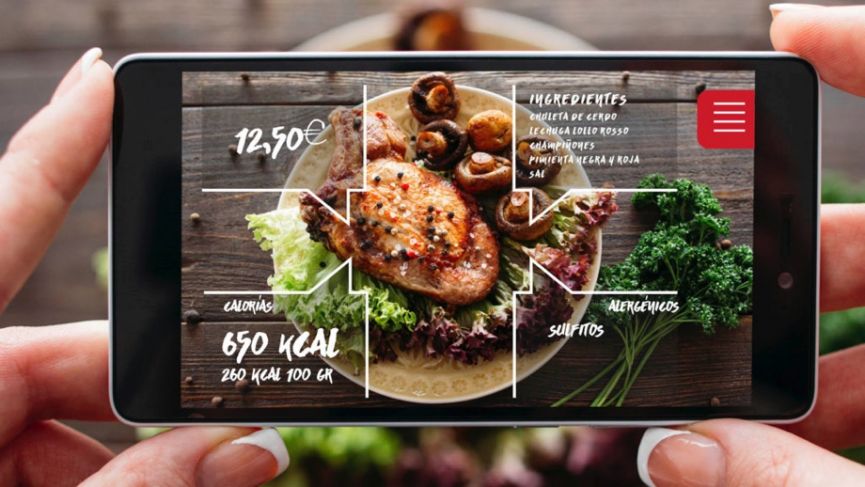 12,50€
INGREDIENTES
CHULETA DE CERDO
LECHUGA LOLLO ROSSO
CHAMPIÑONES
PIMIENTA NEGRA Y ROJA
SAL
CALORÍAS
650 KCAL
260 KCAL 100 GR
ALERGÉNICOS
SULFITOS